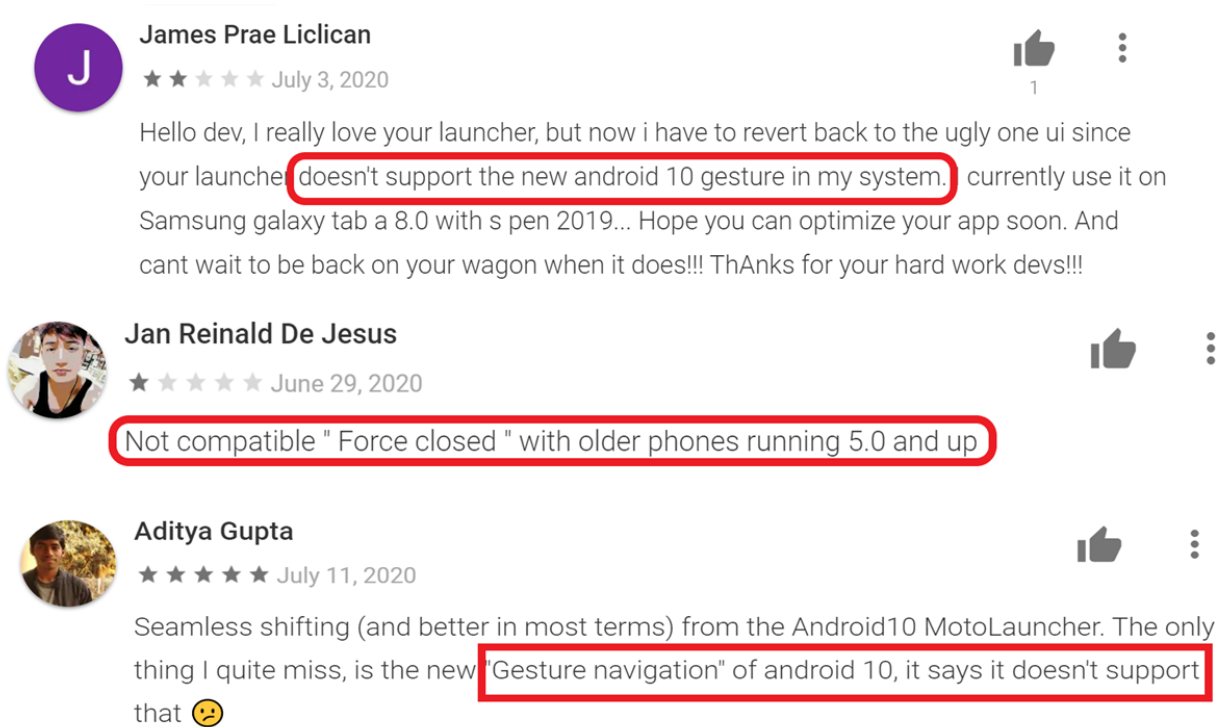 James Prae Liclican
J
July 3, 2020
1
Hello dev, I really love your launcher, but now i have to revert back to the ugly one ui since
your launcher doesn't support the new android 10 gesture in my system. I currently use it on
Samsung galaxy tab a 8.0 with s pen 2019... Hope you can optimize your app soon. And
cant wait to be back on your wagon when it does!!! ThAnks for your hard work devs!!!
Jan Reinald De Jesus
June 29, 2020
Not compatible " Force closed " with older phones running 5.0 and up
Aditya Gupta
July 11, 2020
Seamless shifting (and better in most terms) from the Android10 MotoLauncher. The only
thing I quite miss, is the new "Gesture navigation" of android 10, it says it doesn't support
that 😕